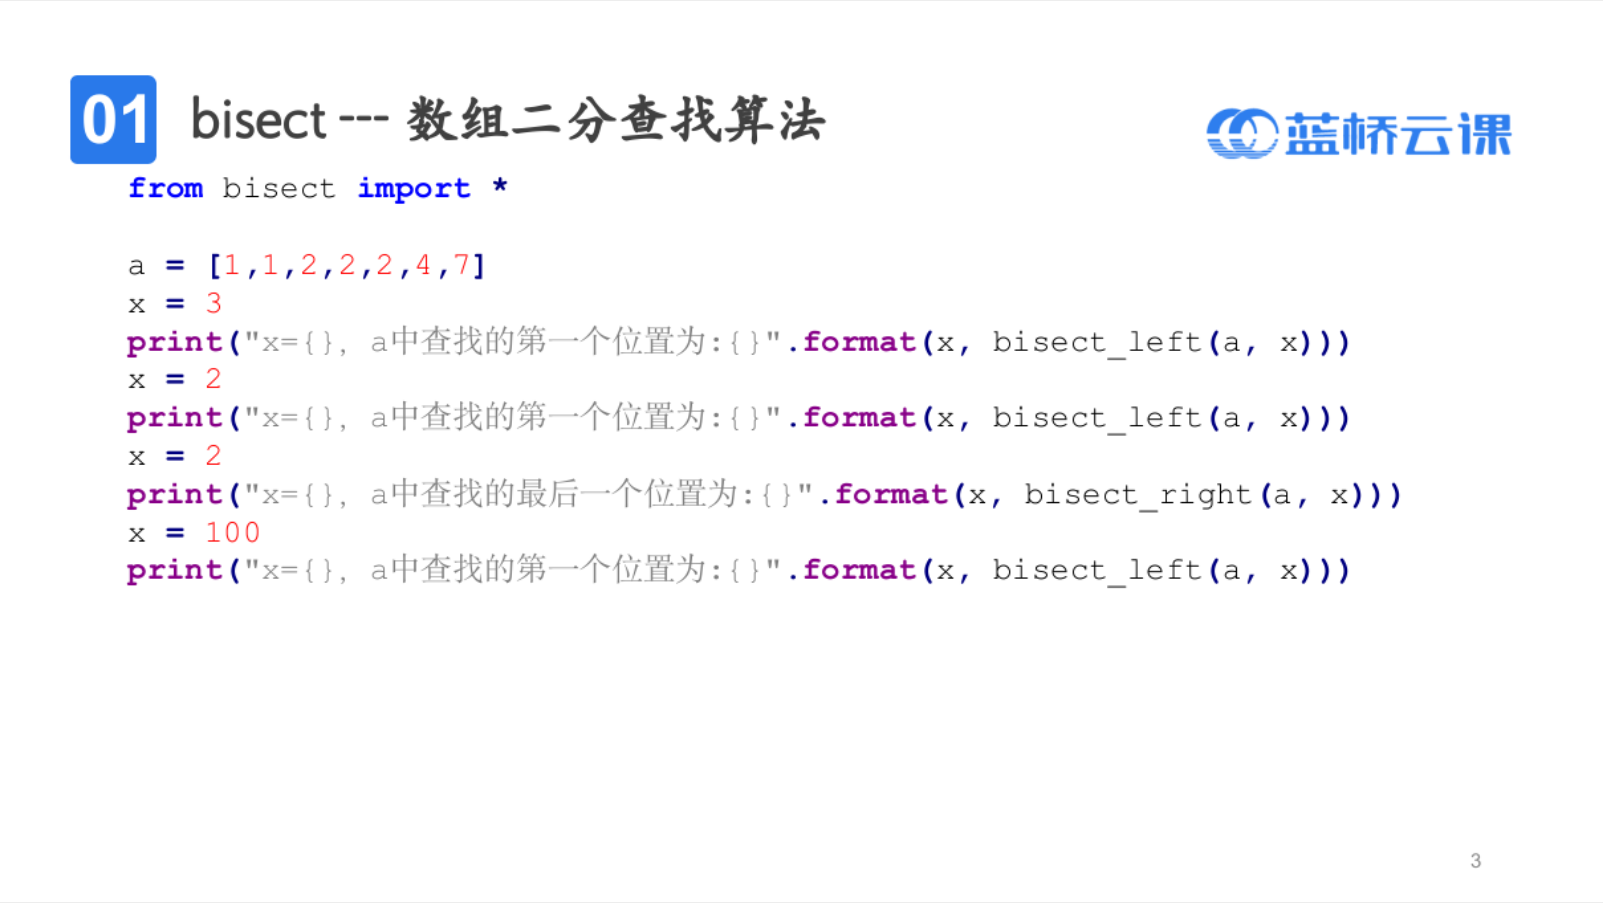 01 bisect --- 数组二分查找算法
蓝桥云课
from bisect import *
a = [1,1,2,2,2,4,7]
x = 3
print("x={}, a中查找的第一个位置为:{}".format(x, bisect_left(a, x)))
x = 2
print("x={}, a中查找的第一个位置为:{}".format(x, bisect_left(a, x)))
x = 2
print("x={}, a中查找的最后一个位置为:{}".format(x, bisect_right(a, x)))
x = 100
print("x={}, a中查找的第一个位置为:{}".format(x, bisect_left(a, x)))
3